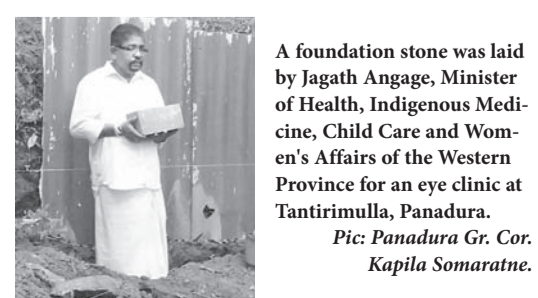 A foundation stone was laid
by Jagath Angage, Minister
of Health, Indigenous Medi-
cine, Child Care and Wom-
en's Affairs of the Western
Province for an eye clinic at
Tantirimulla, Panadura.
Pic: Panadura Gr. Cor.
Kapila Somaratne.